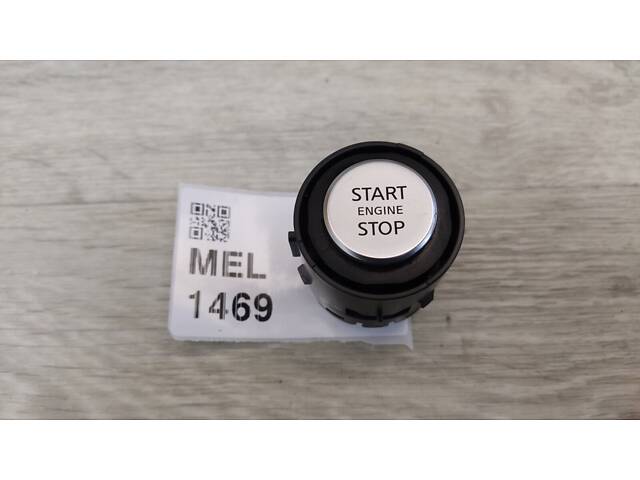 START
ENGINE
STOP
MEL
1469